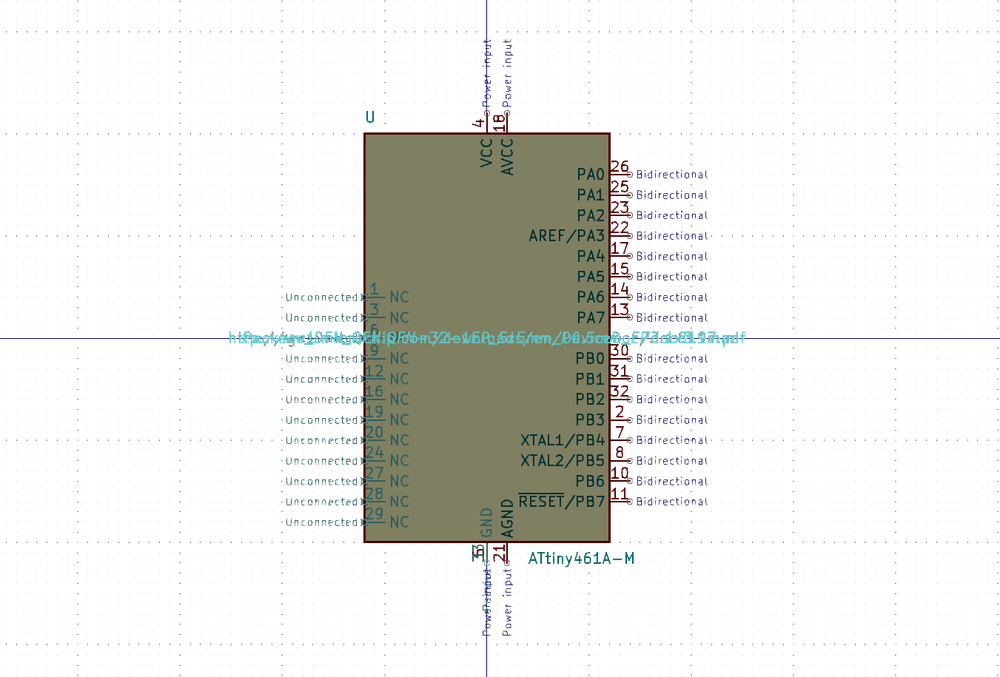 Power input
Power input
U
4
18
VCC
AVCC
PA0 26 Bidirectional
PA1 25 Bidirectional
PA2 23 Bidirectional
AREF/PA3 22 Bidirectional
PA4 17 Bidirectional
PA5 15 Bidirectional
Unconnected 1 NC PA6 14 Bidirectional
Unconnected 3 NC PA7 13 Bidirectional
Unconnected 9 NC PB0 30 Bidirectional
Unconnected 12 NC PB1 31 Bidirectional
Unconnected 16 NC PB2 32 Bidirectional
Unconnected 19 NC PB3 2 Bidirectional
Unconnected 20 NC XTAL1/PB4 7 Bidirectional
Unconnected 24 NC XTAL2/PB5 8 Bidirectional
Unconnected 27 NC PB6 10 Bidirectional
Unconnected 28 NC RESET/PB7 11 Bidirectional
Unconnected 29 NC
GND
AGND
21
ATtiny461A-M
Power input